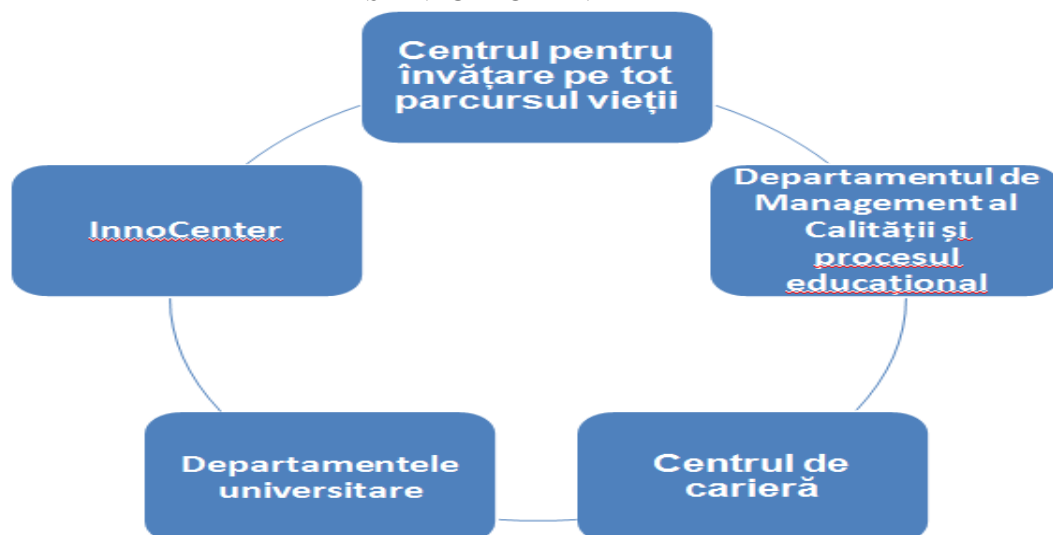 Centrul pentru
învățare pe tot
parcursul vieții
Departamentul de
Management al
Calității și
procesul
educațional
Centrul de
carieră
Departamentele
universitare
InnoCenter